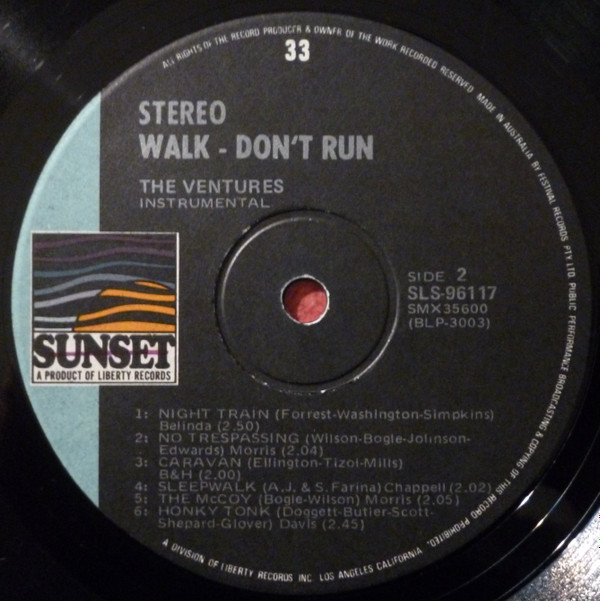 ALL RIGHTS OF THE RECORD PRODUCER & OWNER OF THE WORK RECORDED RESERVED. MADE IN AUSTRALIA BY FESTIVAL RECORDS PTY. LTD. PUBLIC PERFORMANCE BROADCASTING & COPYING OF THIS RECORD PROHIBITED.
33
STEREO
WALK - DON'T RUN
THE VENTURES
INSTRUMENTAL
SIDE 2
SLS-96117
SMX35600
(BLP-3003)
SUNSET
A PRODUCT OF LIBERTY RECORDS
1: NIGHT TRAIN (Forrest-Washington-Simpkins)
Belinda (2.50)
2: NO TRESPASSING (Wilson-Bogle-Johnson-
Edwards) Morris (2.04)
3: CARAVAN (Ellington-Tizol-Mills)
B&H (2.00)
4: SLEEPWALK (A.J. & S. Farina) Chappell (2.02)
5: THE McCOY (Bogle-Wilson) Morris (2.05)
6: HONKY TONK (Doggett-Butler-Scott-
Shepard-Glover) Davis (2.45)
A DIVISION OF LIBERTY RECORDS INC LOS ANGELES CALIFORNIA